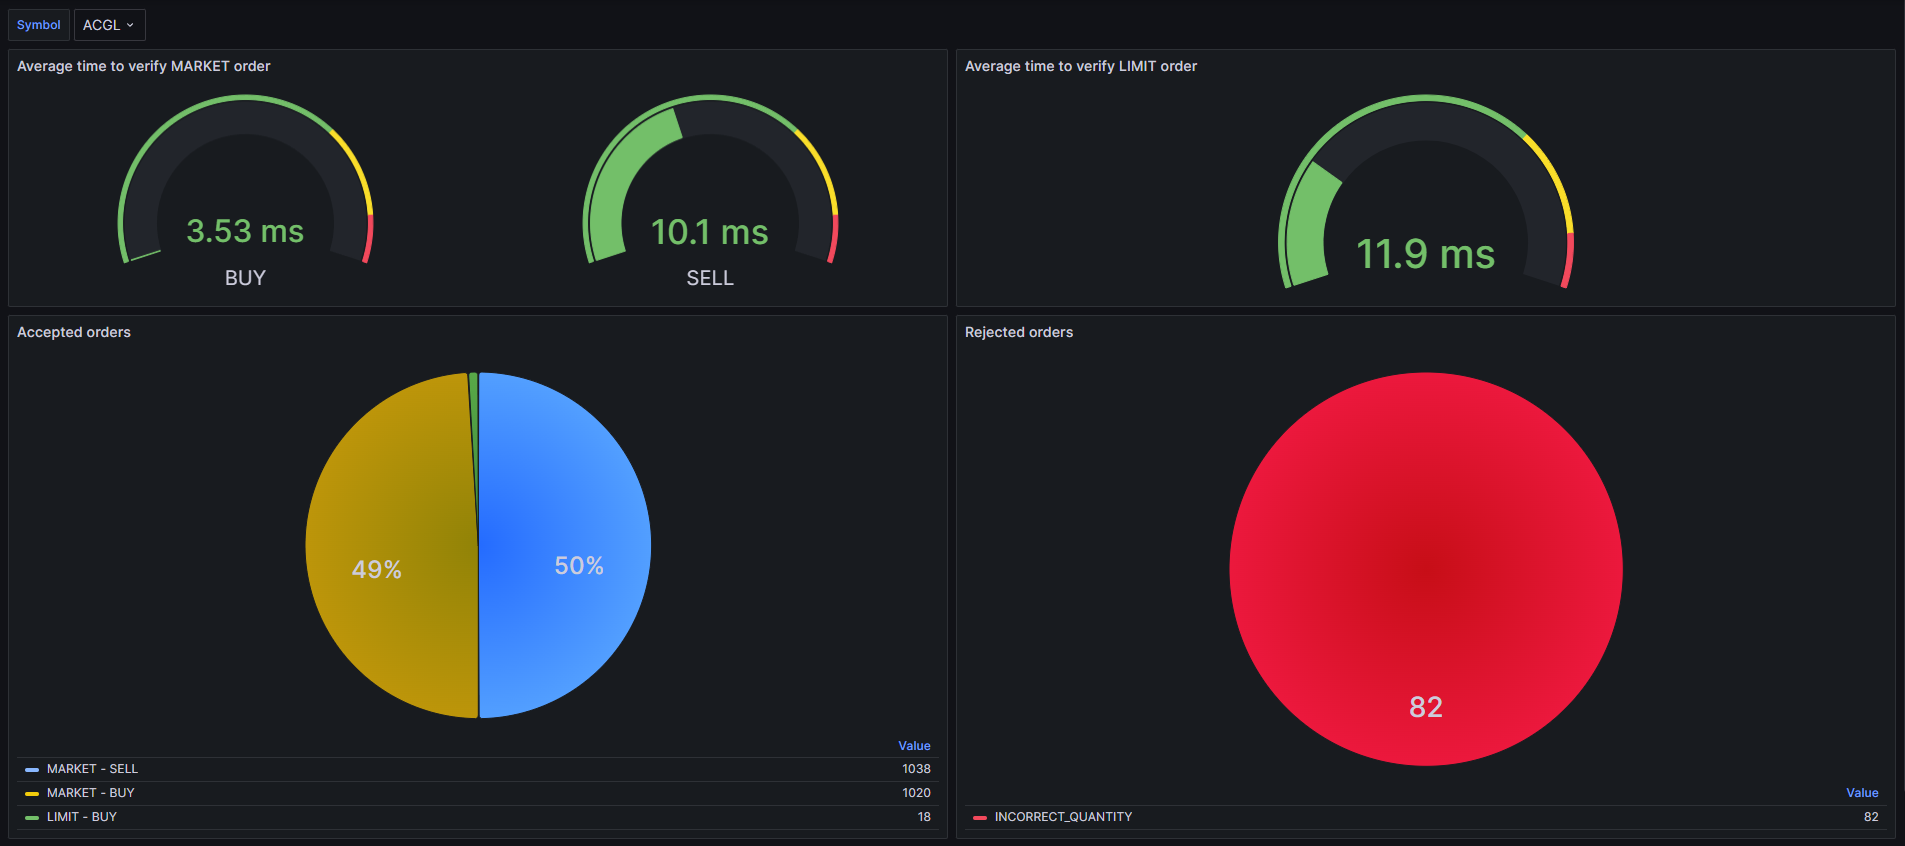 Symbol ACGL
Average time to verify MARKET order
3.53 ms
BUY
10.1 ms
SELL
Average time to verify LIMIT order
11.9 ms
Accepted orders
49%
50%
Value
MARKET - SELL 1038
MARKET - BUY 1020
LIMIT - BUY 18
Rejected orders
82
Value
INCORRECT_QUANTITY 82